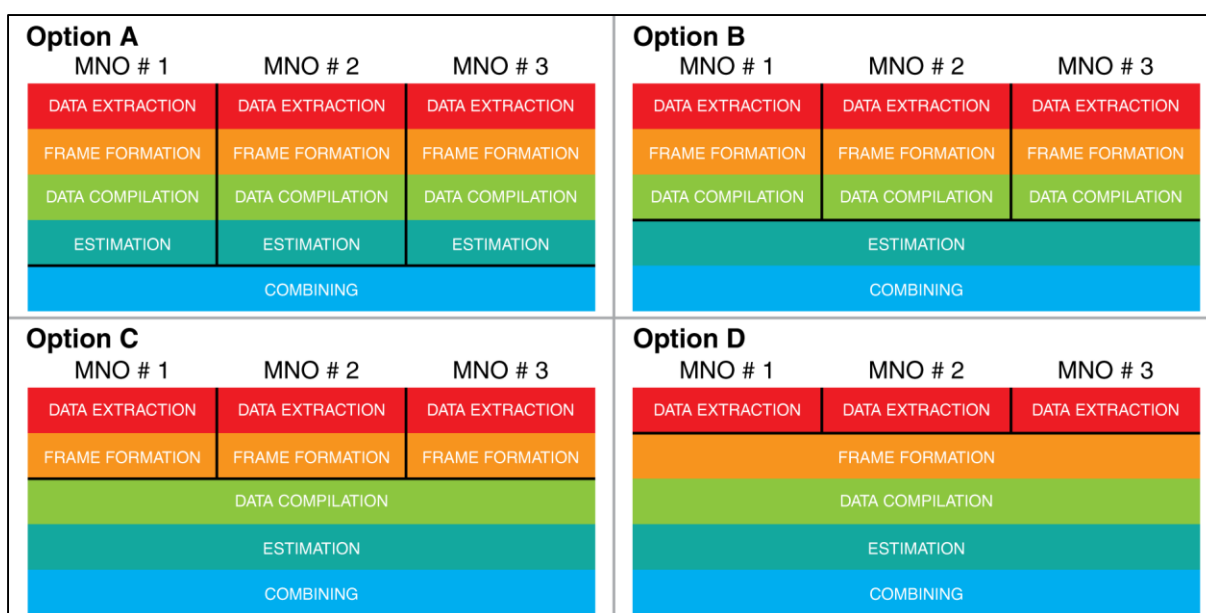 Option A
MNO # 1 MNO # 2 MNO # 3
DATA EXTRACTION DATA EXTRACTION DATA EXTRACTION
FRAME FORMATION FRAME FORMATION FRAME FORMATION
DATA COMPILATION DATA COMPILATION DATA COMPILATION
ESTIMATION ESTIMATION ESTIMATION
COMBINING
Option B
MNO # 1 MNO # 2 MNO # 3
DATA EXTRACTION DATA EXTRACTION DATA EXTRACTION
FRAME FORMATION FRAME FORMATION FRAME FORMATION
DATA COMPILATION DATA COMPILATION DATA COMPILATION
ESTIMATION
COMBINING
Option C
MNO # 1 MNO # 2 MNO # 3
DATA EXTRACTION DATA EXTRACTION DATA EXTRACTION
FRAME FORMATION FRAME FORMATION FRAME FORMATION
DATA COMPILATION
ESTIMATION
COMBINING
Option D
MNO # 1 MNO # 2 MNO # 3
DATA EXTRACTION DATA EXTRACTION DATA EXTRACTION
FRAME FORMATION
DATA COMPILATION
ESTIMATION
COMBINING